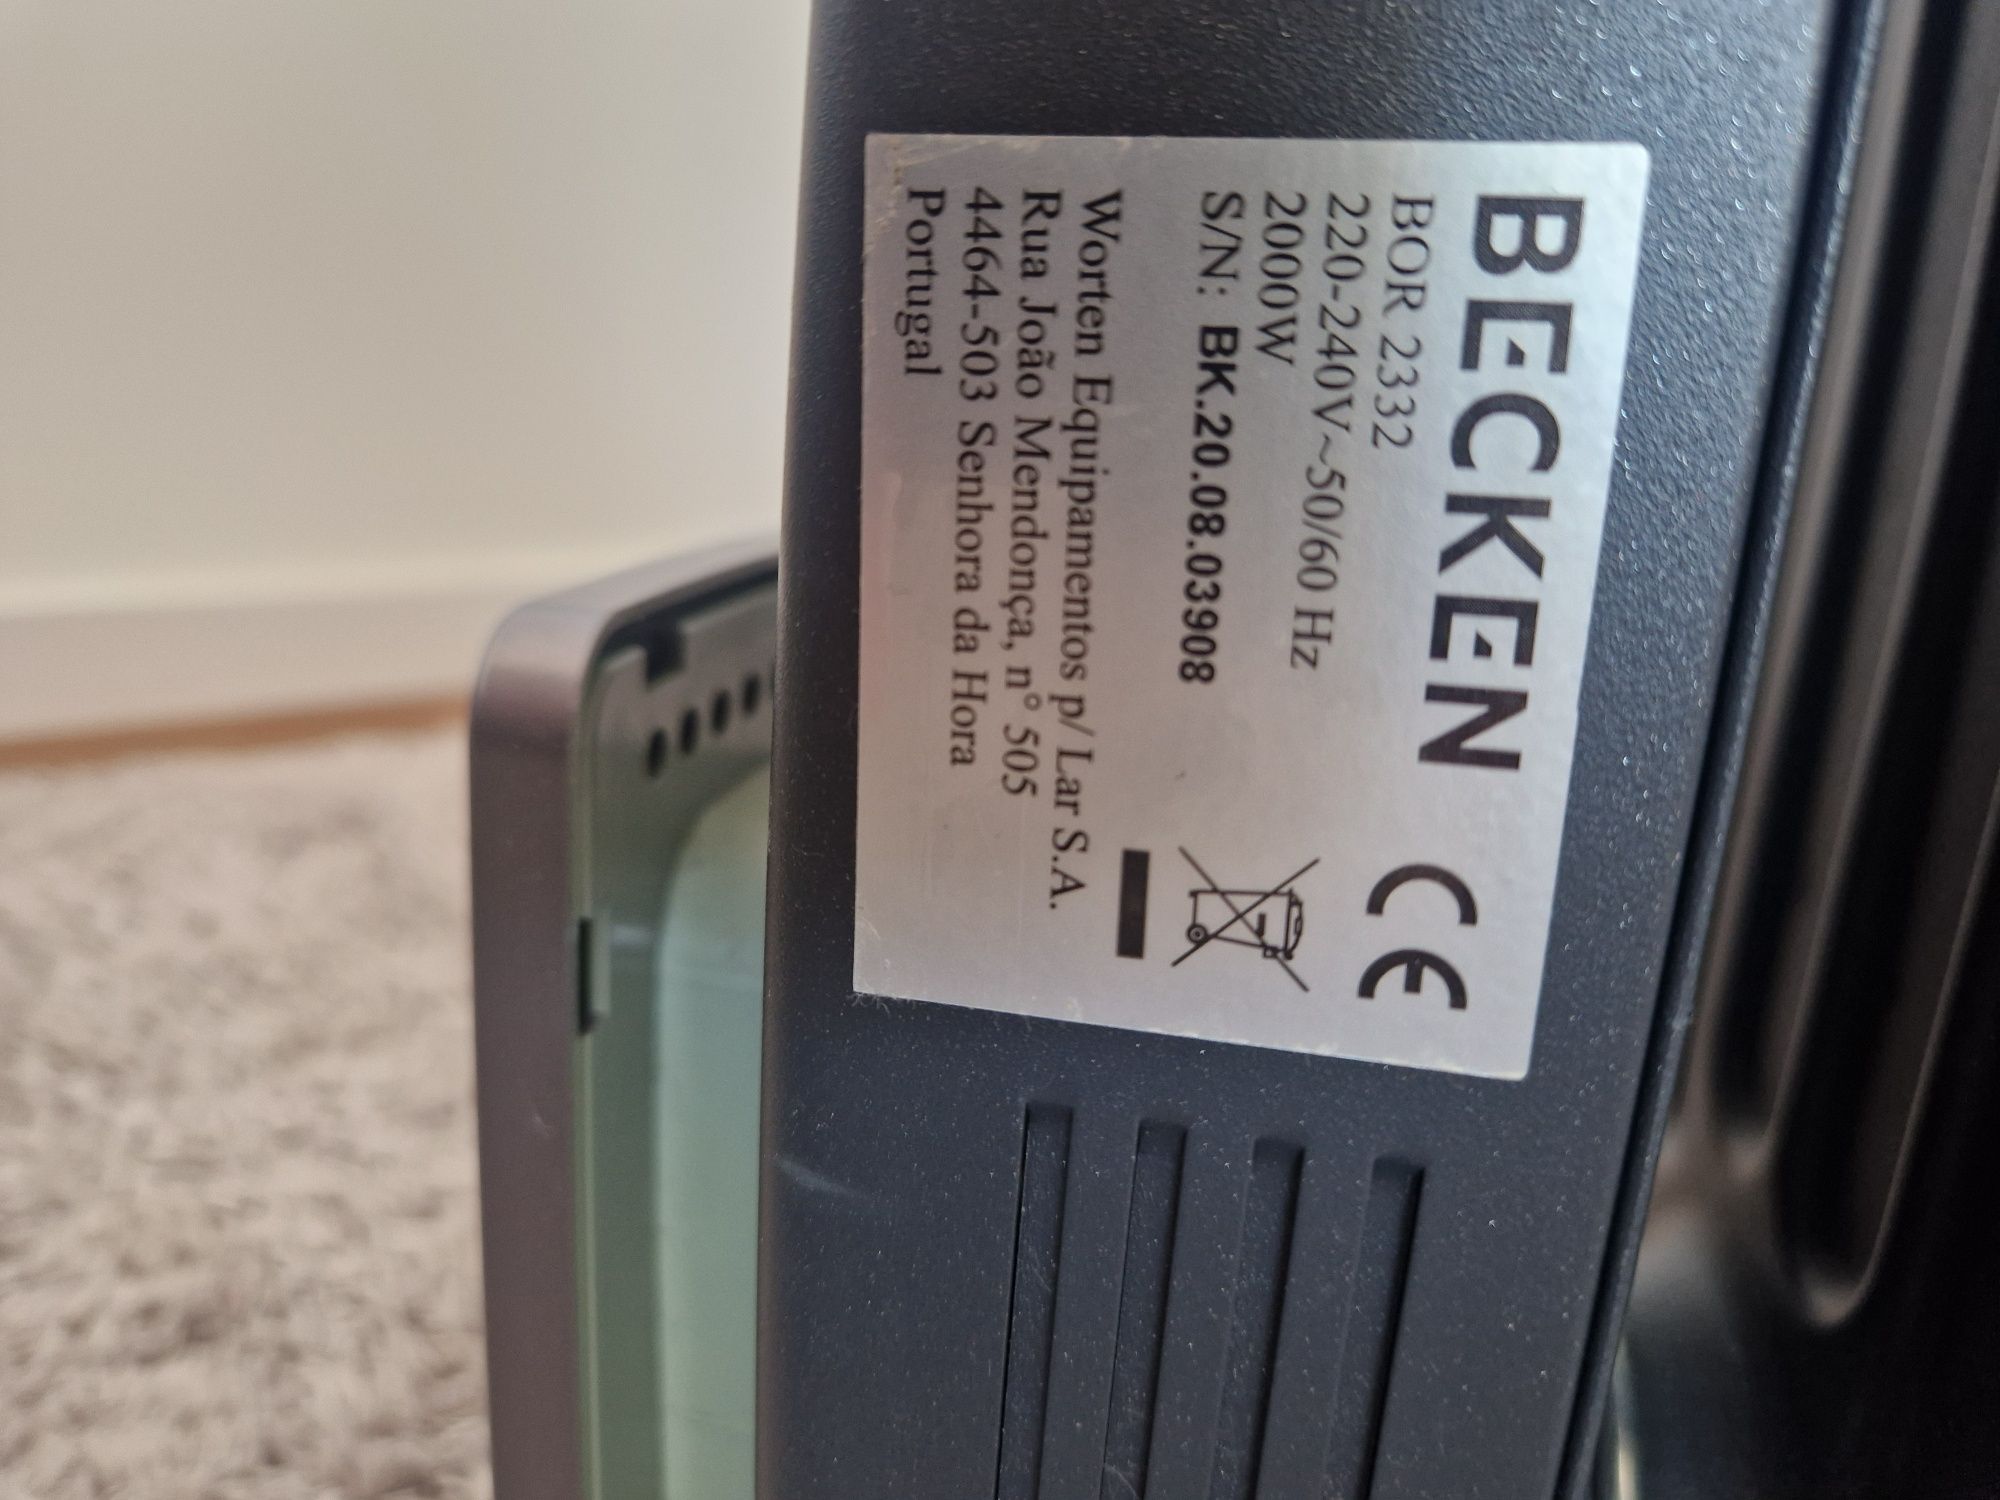 BECKEN
BOR 2332
220-240V~50/60 Hz
2000W
S/N: BK.20.08.03908
CE
Worten Equipamentos p/ Lar S.A.
Rua João Mendonça, nº 505
4464-503 Senhora da Hora
Portugal